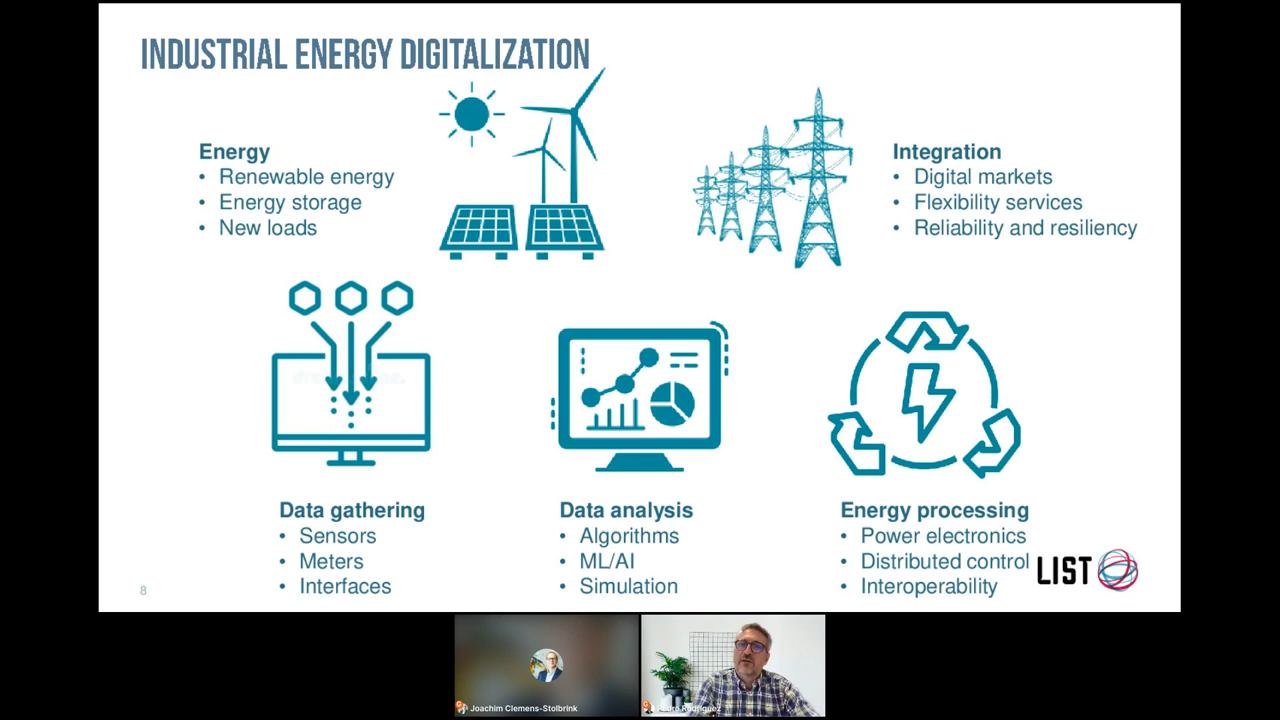 INDUSTRIAL ENERGY DIGITALIZATION
Energy
• Renewable energy
• Energy storage
• New loads
Integration
• Digital markets
• Flexibility services
• Reliability and resiliency
Data gathering
• Sensors
• Meters
• Interfaces
Data analysis
• Algorithms
• ML/AI
• Simulation
Energy processing
• Power electronics
• Distributed control
• Interoperability
LIST
8
Joachim Clemens-Stolbrink
Pedro Rodriguez